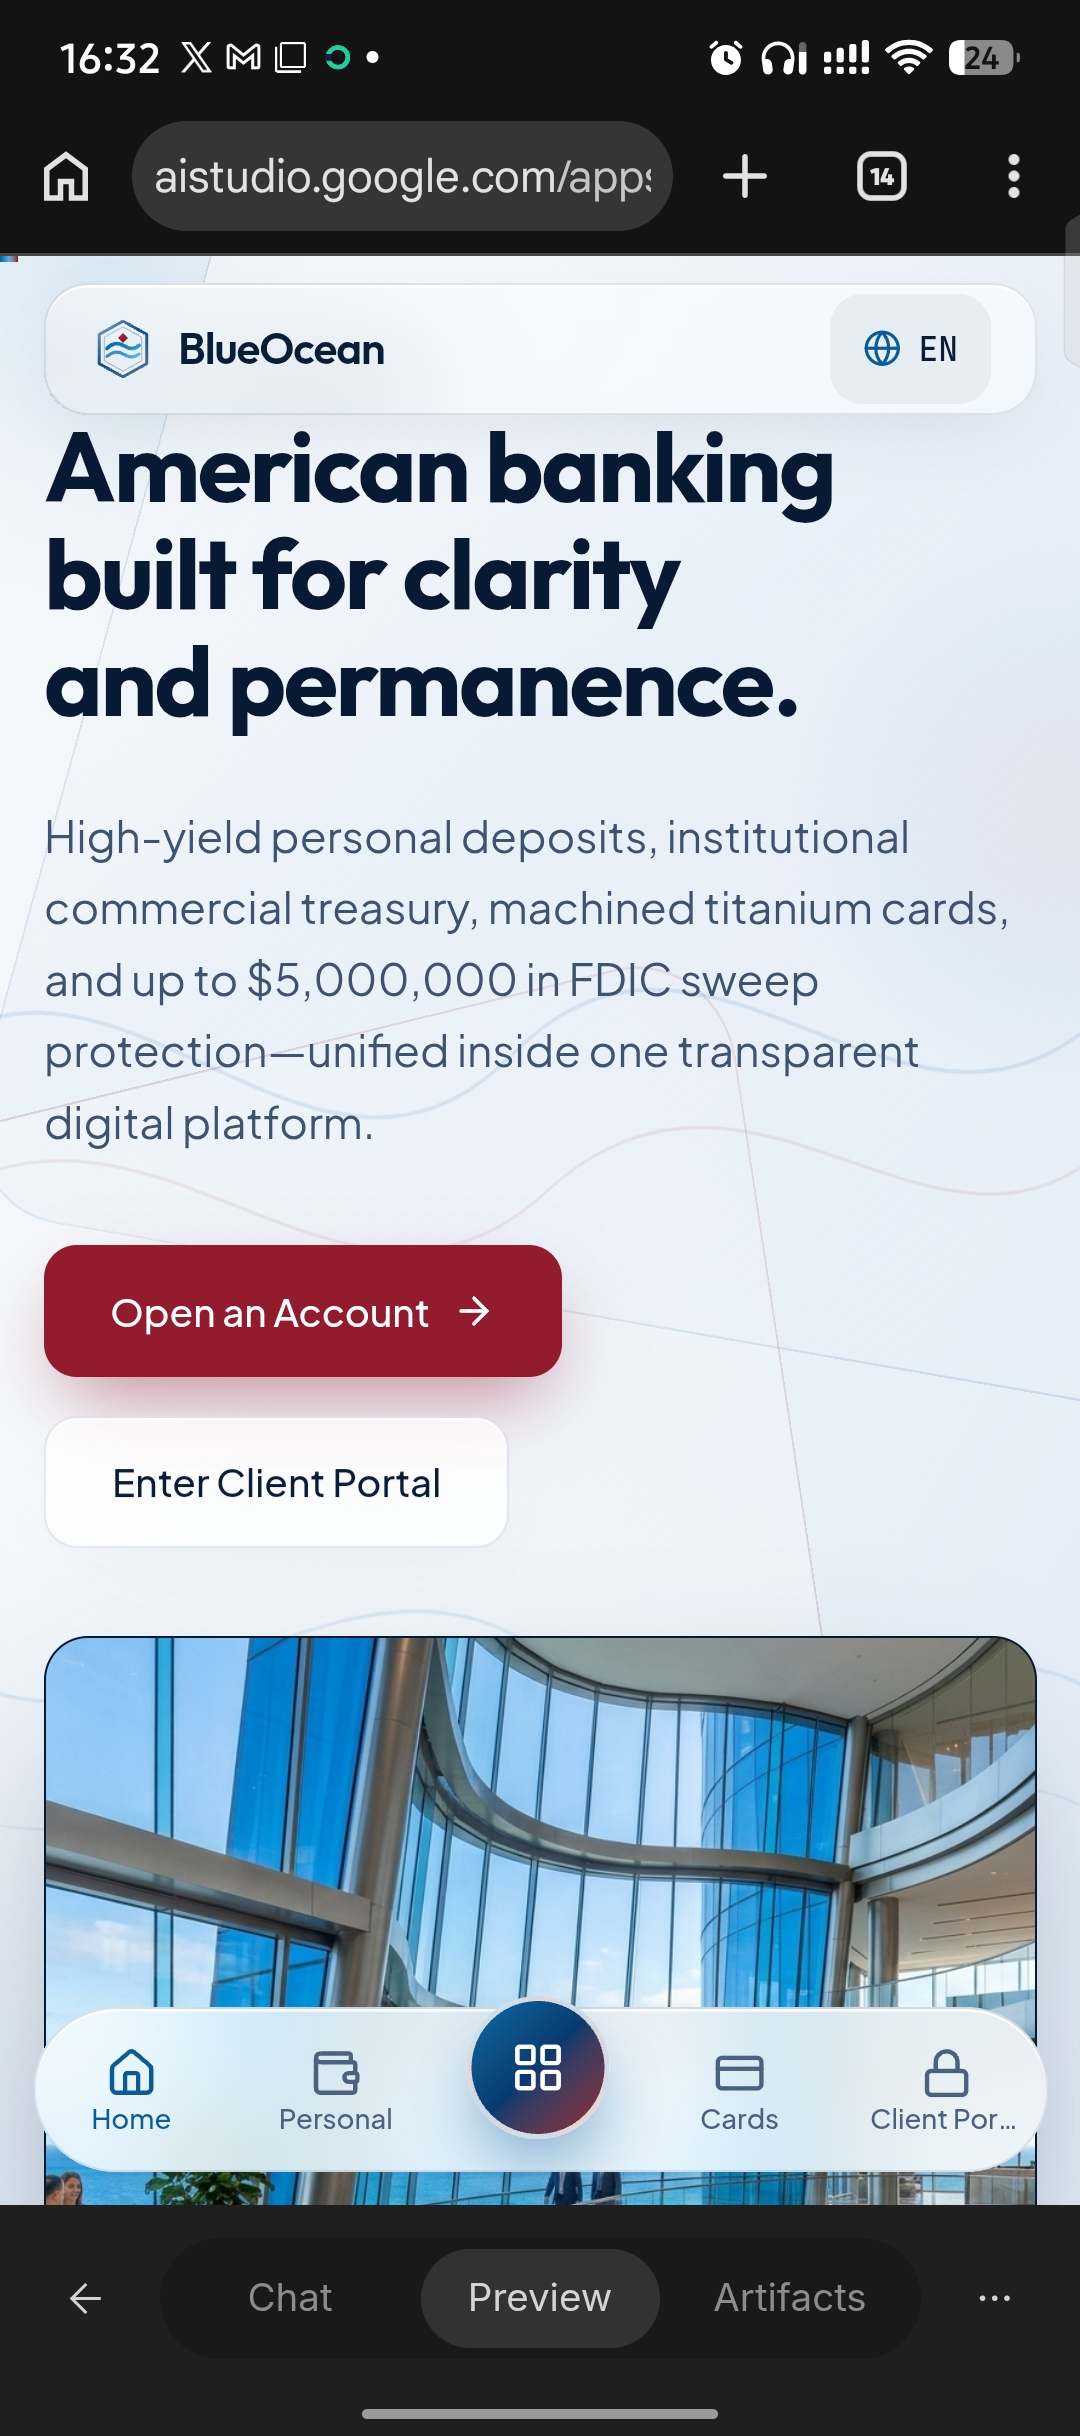 16:32
24
aistudio.google.com/apps
14
BlueOcean
EN
American banking
built for clarity
and permanence.
High-yield personal deposits, institutional
commercial treasury, machined titanium cards,
and up to $5,000,000 in FDIC sweep
protection—unified inside one transparent
digital platform.
Open an Account
Enter Client Portal
Home
Personal
Cards
Client Por...
Chat
Preview
Artifacts